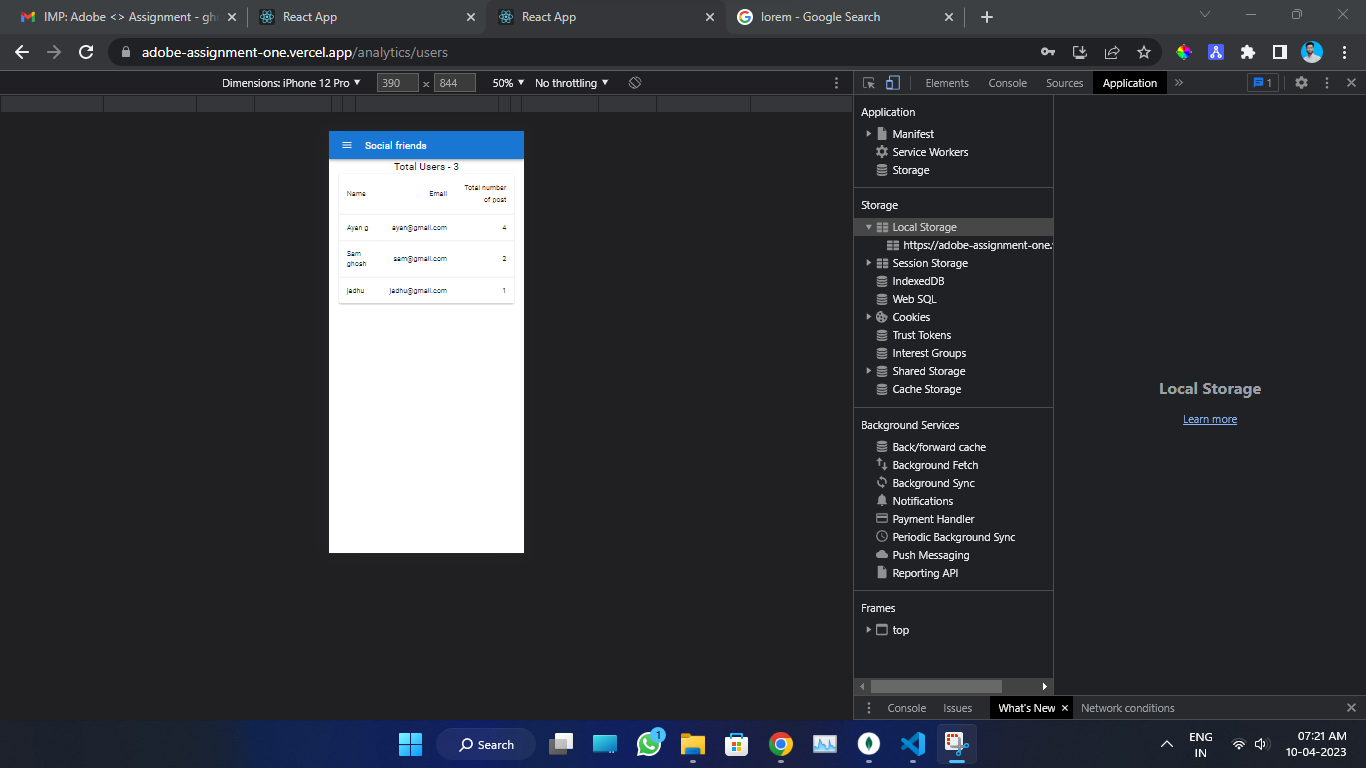 IMP: Adobe <> Assignment - gh
React App
React App
lorem - Google Search
adobe-assignment-one.vercel.app/analytics/users
Dimensions: iPhone 12 Pro
390 x 844
50%
No throttling
Elements
Console
Sources
Application
1
Social friends
Total Users - 3
Name Email Total number
of post
Ayan g ayan@gmail.com 4
Sam
ghosh sam@gmail.com 2
jadhu jadhu@gmail.com 1
Application
Manifest
Service Workers
Storage
Storage
Local Storage
https://adobe-assignment-one.
Session Storage
IndexedDB
Web SQL
Cookies
Trust Tokens
Interest Groups
Shared Storage
Cache Storage
Background Services
Back/forward cache
Background Fetch
Background Sync
Notifications
Payment Handler
Periodic Background Sync
Push Messaging
Reporting API
Frames
top
Local Storage
Learn more
Console
Issues
What's New
Network conditions
Search
1
ENG
IN
07:21 AM
10-04-2023